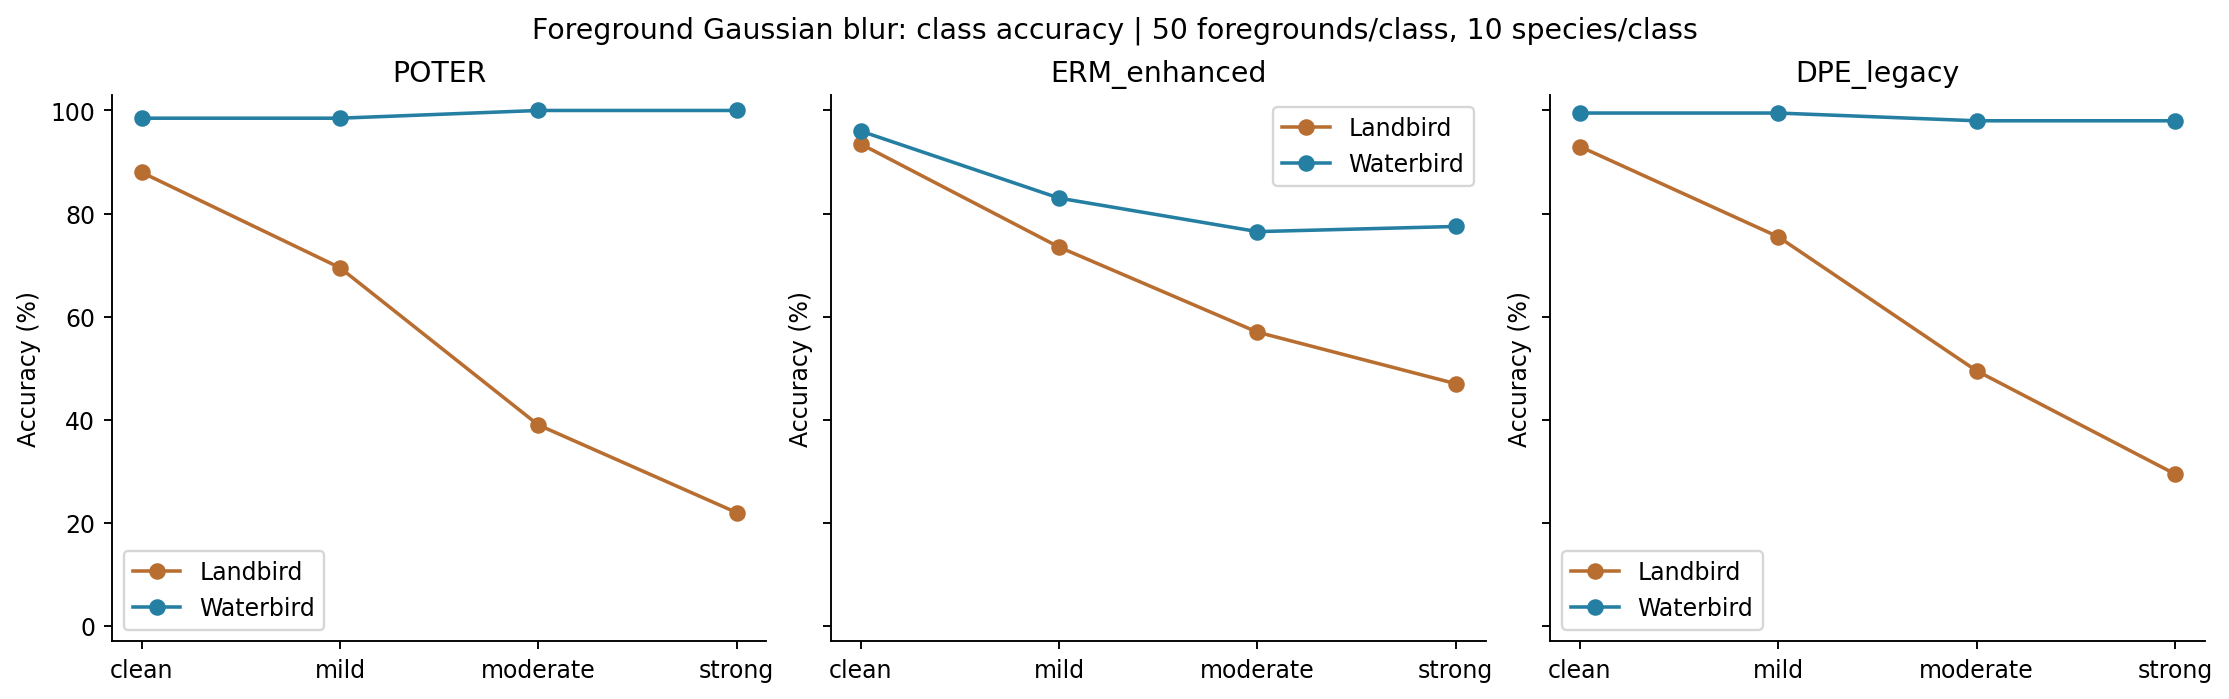 Foreground Gaussian blur: class accuracy | 50 foregrounds/class, 10 species/class
POTER
Accuracy (%)
100
80
60
40
20
0
clean mild moderate strong
Landbird
Waterbird
ERM_enhanced
Accuracy (%)
clean mild moderate strong
Landbird
Waterbird
DPE_legacy
Accuracy (%)
clean mild moderate strong
Landbird
Waterbird